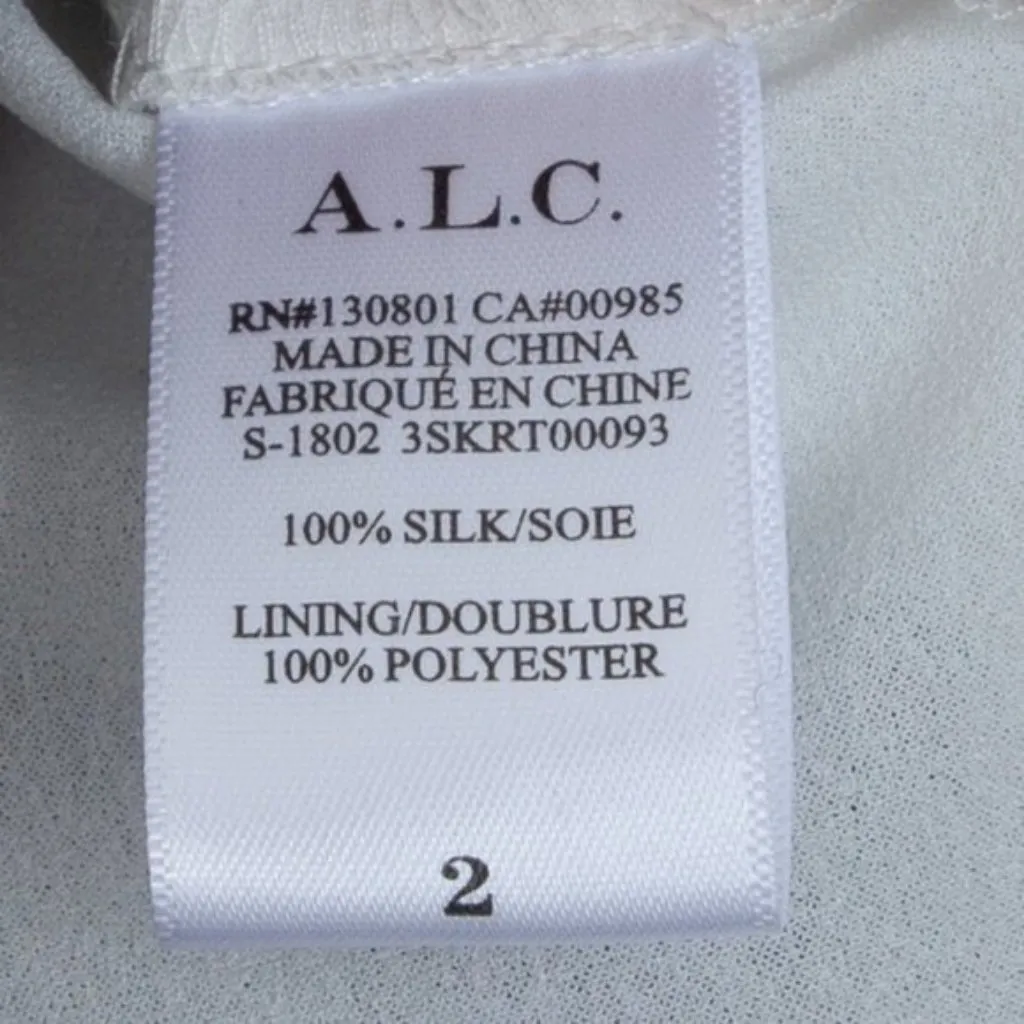 A.L.C.
RN#130801 CA#00985
MADE IN CHINA
FABRIQUÉ EN CHINE
S-1802 3SKRT00093
100% SILK/SOIE
LINING/DOUBLURE
100% POLYESTER
2